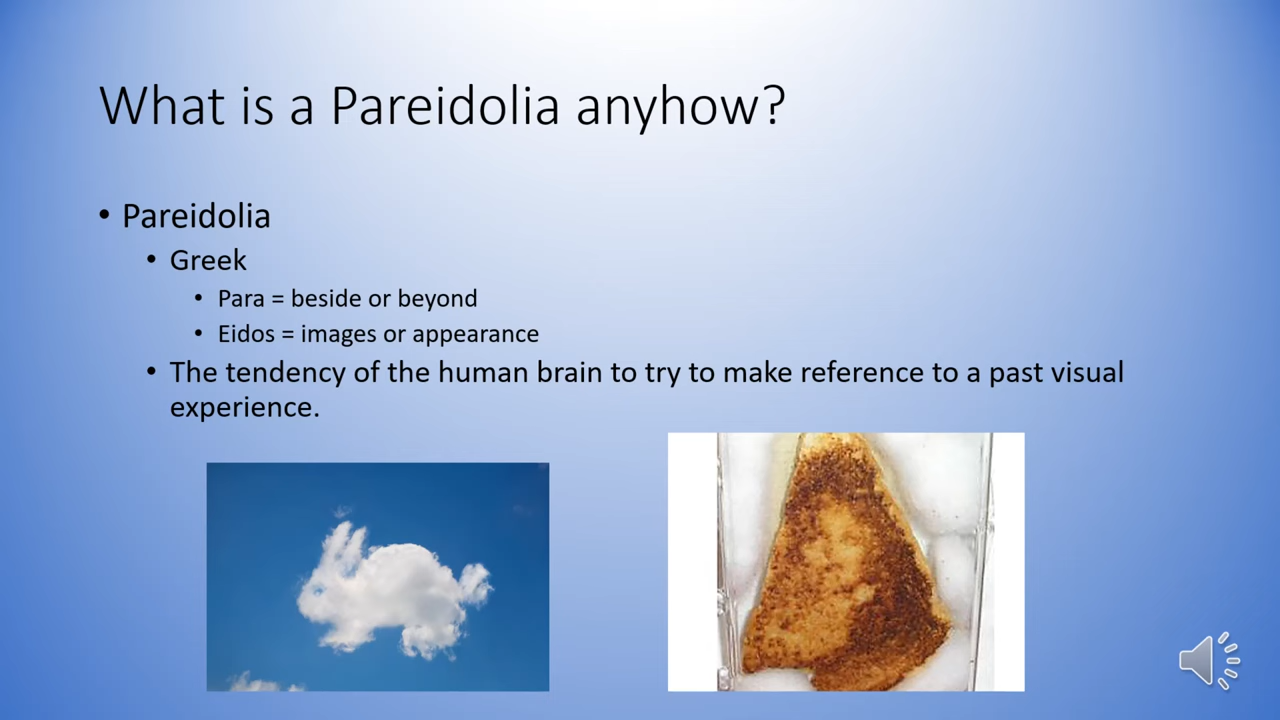 What is a Pareidolia anyhow?
• Pareidolia
• Greek
• Para = beside or beyond
• Eidos = images or appearance
• The tendency of the human brain to try to make reference to a past visual
experience.